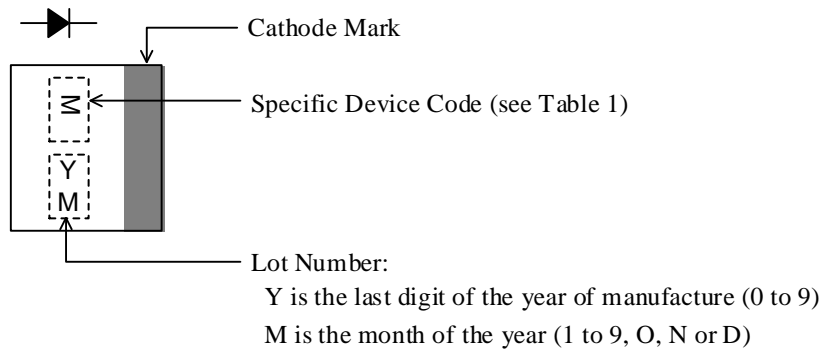 Cathode Mark
M
Specific Device Code (see Table 1)
Y
M
Lot Number:
Y is the last digit of the year of manufacture (0 to 9)
M is the month of the year (1 to 9, O, N or D)